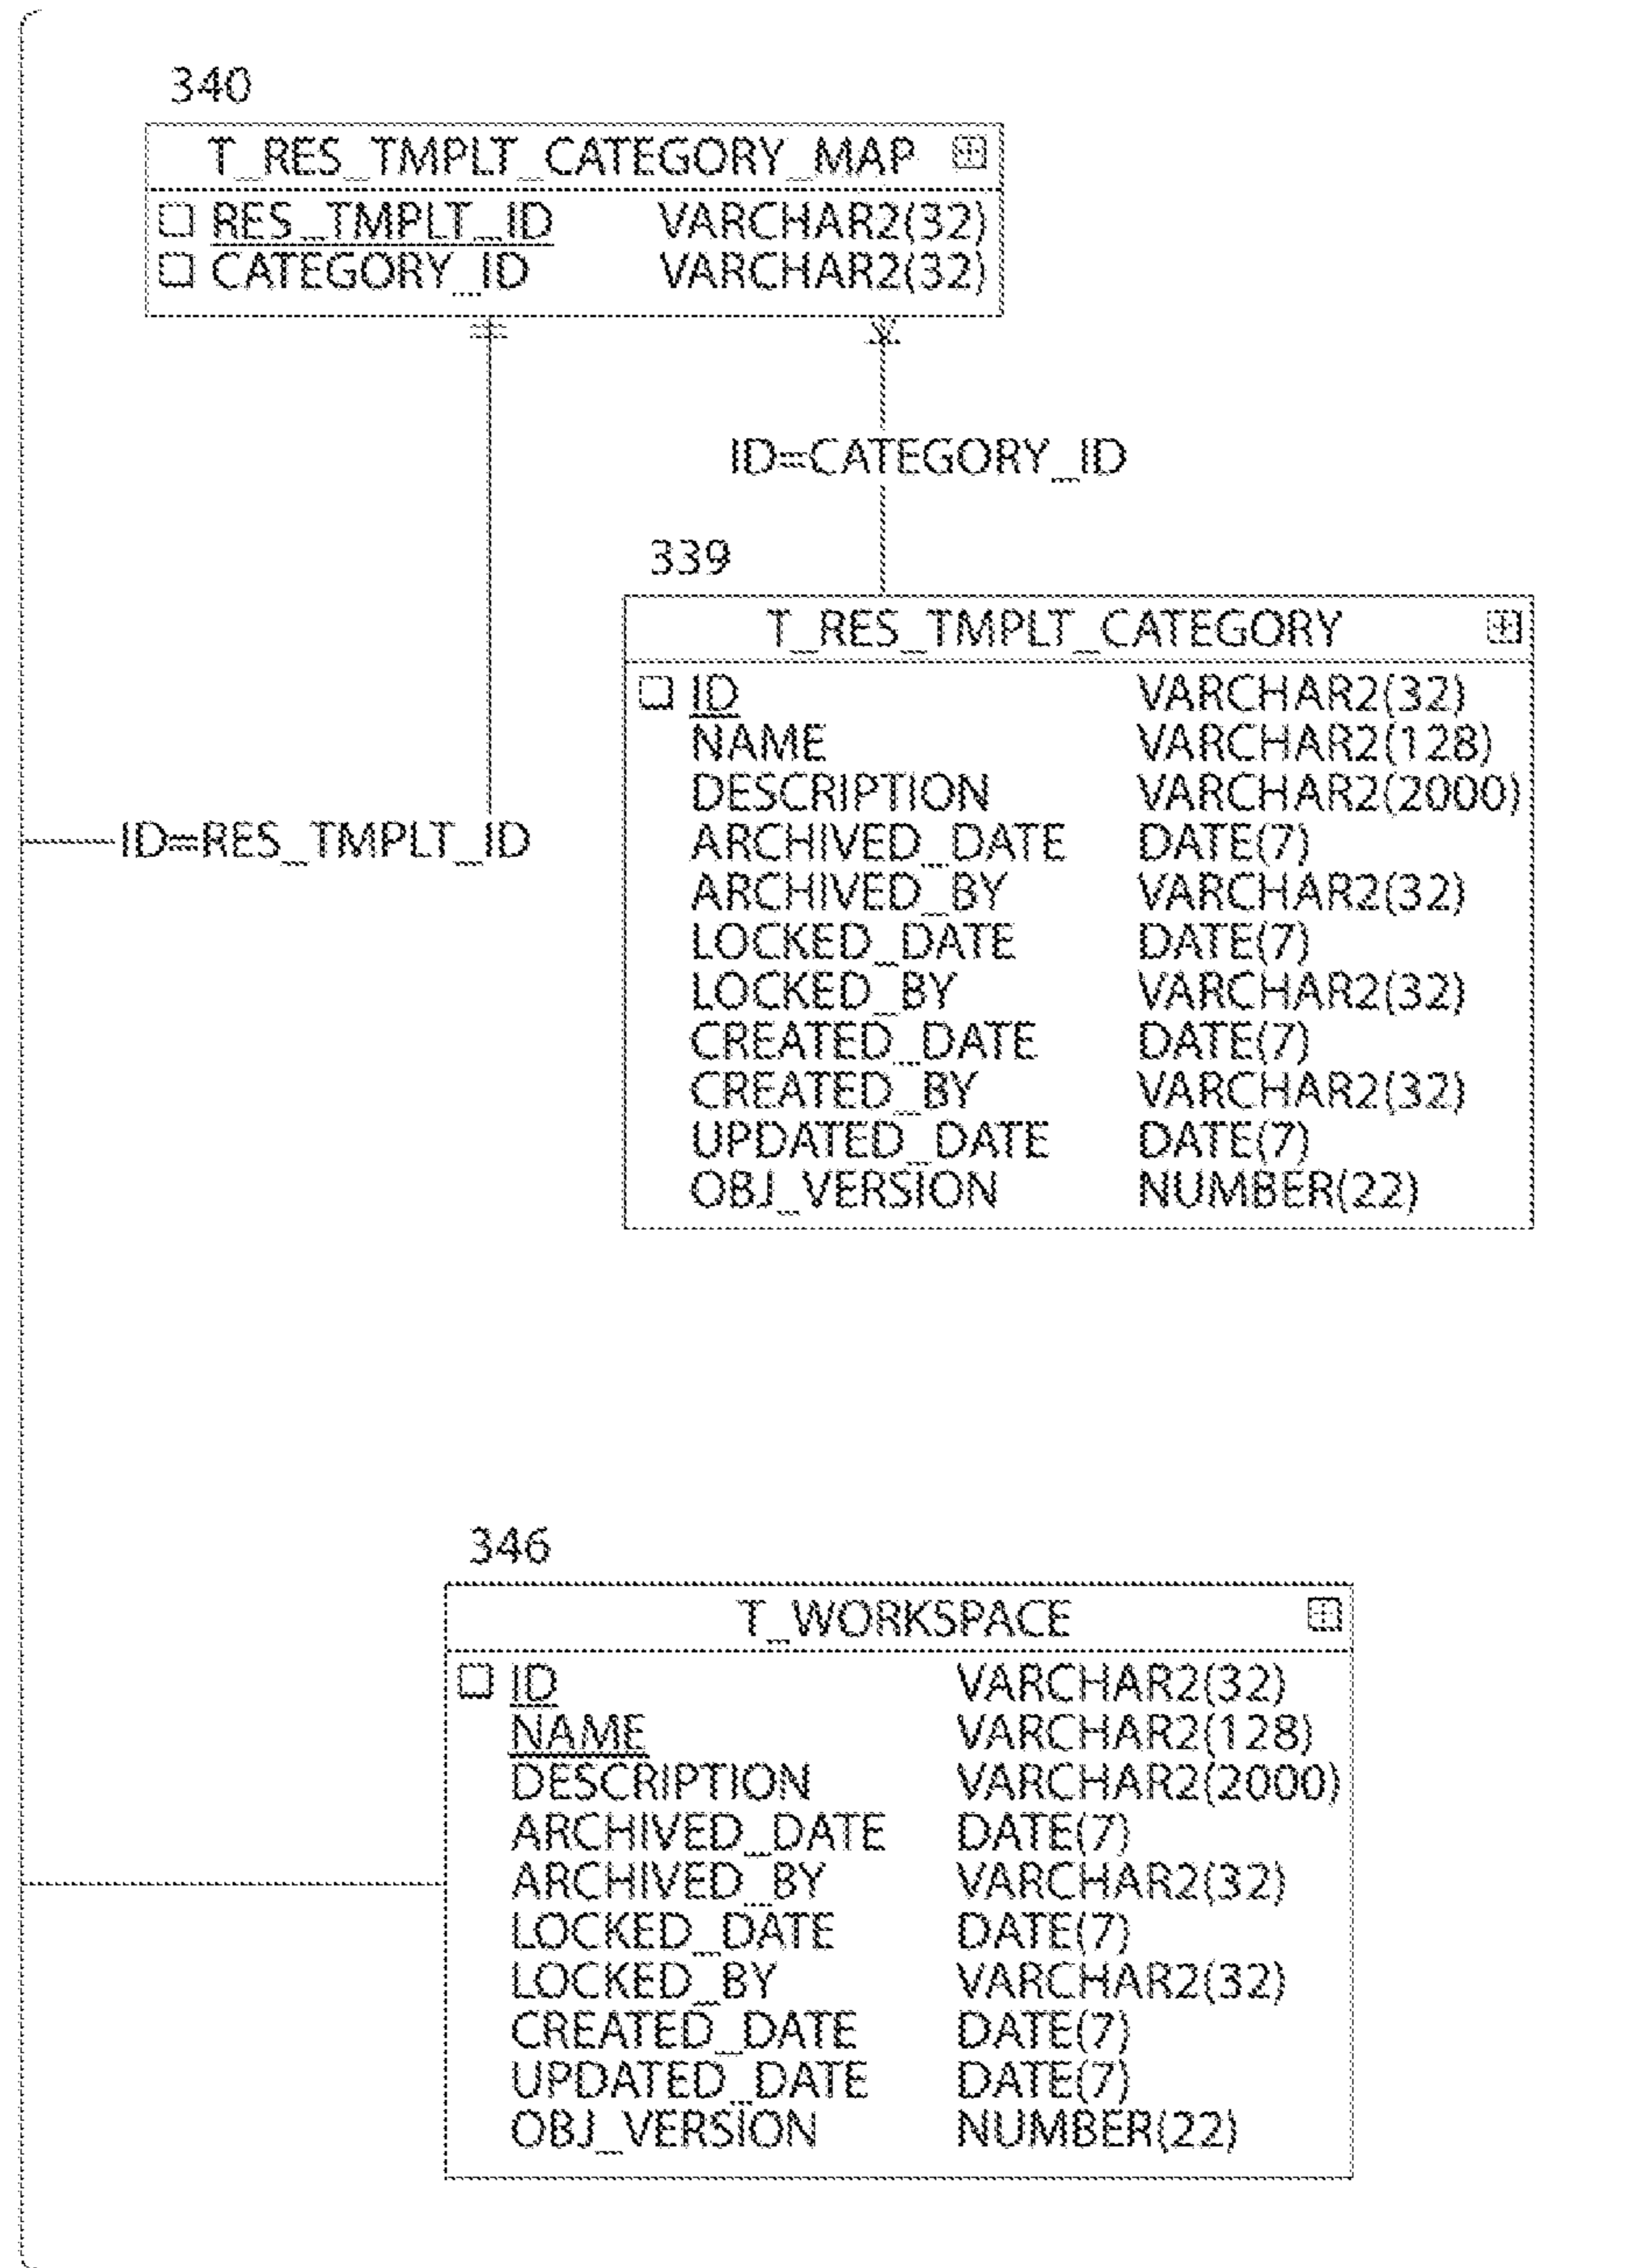 340
T_RES_TMPLT_CATEGORY_MAP
RES_TMPLT_ID VARCHAR2(32)
CATEGORY_ID VARCHAR2(32)
ID=CATEGORY_ID
339
T_RES_TMPLT_CATEGORY
ID VARCHAR2(32)
NAME VARCHAR2(128)
DESCRIPTION VARCHAR2(2000)
ARCHIVED_DATE DATE(7)
ARCHIVED_BY VARCHAR2(32)
LOCKED_DATE DATE(7)
LOCKED_BY VARCHAR2(32)
CREATED_DATE DATE(7)
CREATED_BY VARCHAR2(32)
UPDATED_DATE DATE(7)
OBJ_VERSION NUMBER(22)
ID=RES_TMPLT_ID
346
T_WORKSPACE
ID VARCHAR2(32)
NAME VARCHAR2(128)
DESCRIPTION VARCHAR2(2000)
ARCHIVED_DATE DATE(7)
ARCHIVED_BY VARCHAR2(32)
LOCKED_DATE DATE(7)
LOCKED_BY VARCHAR2(32)
CREATED_DATE DATE(7)
UPDATED_DATE DATE(7)
OBJ_VERSION NUMBER(22)